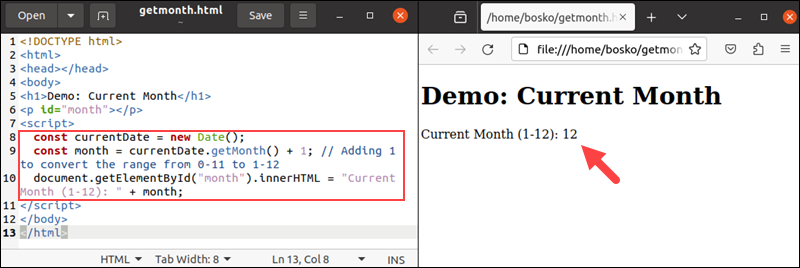 Open
getmonth.html
~/
Save
1 <!DOCTYPE html>
2 <html>
3 <head></head>
4 <body>
5 <h1>Demo: Current Month</h1>
6 <p id="month"></p>
7 <script>
8 const currentDate = new Date();
9 const month = currentDate.getMonth() + 1; // Adding 1
to convert the range from 0-11 to 1-12
10 document.getElementById("month").innerHTML = "Current
Month (1-12): " + month;
11 </script>
12 </body>
13 </html>
HTML
Tab Width: 8
Ln 13, Col 8
INS
/home/bosko/getmonth.h
file:///home/bosko/getmon
Demo: Current Month
Current Month (1-12): 12